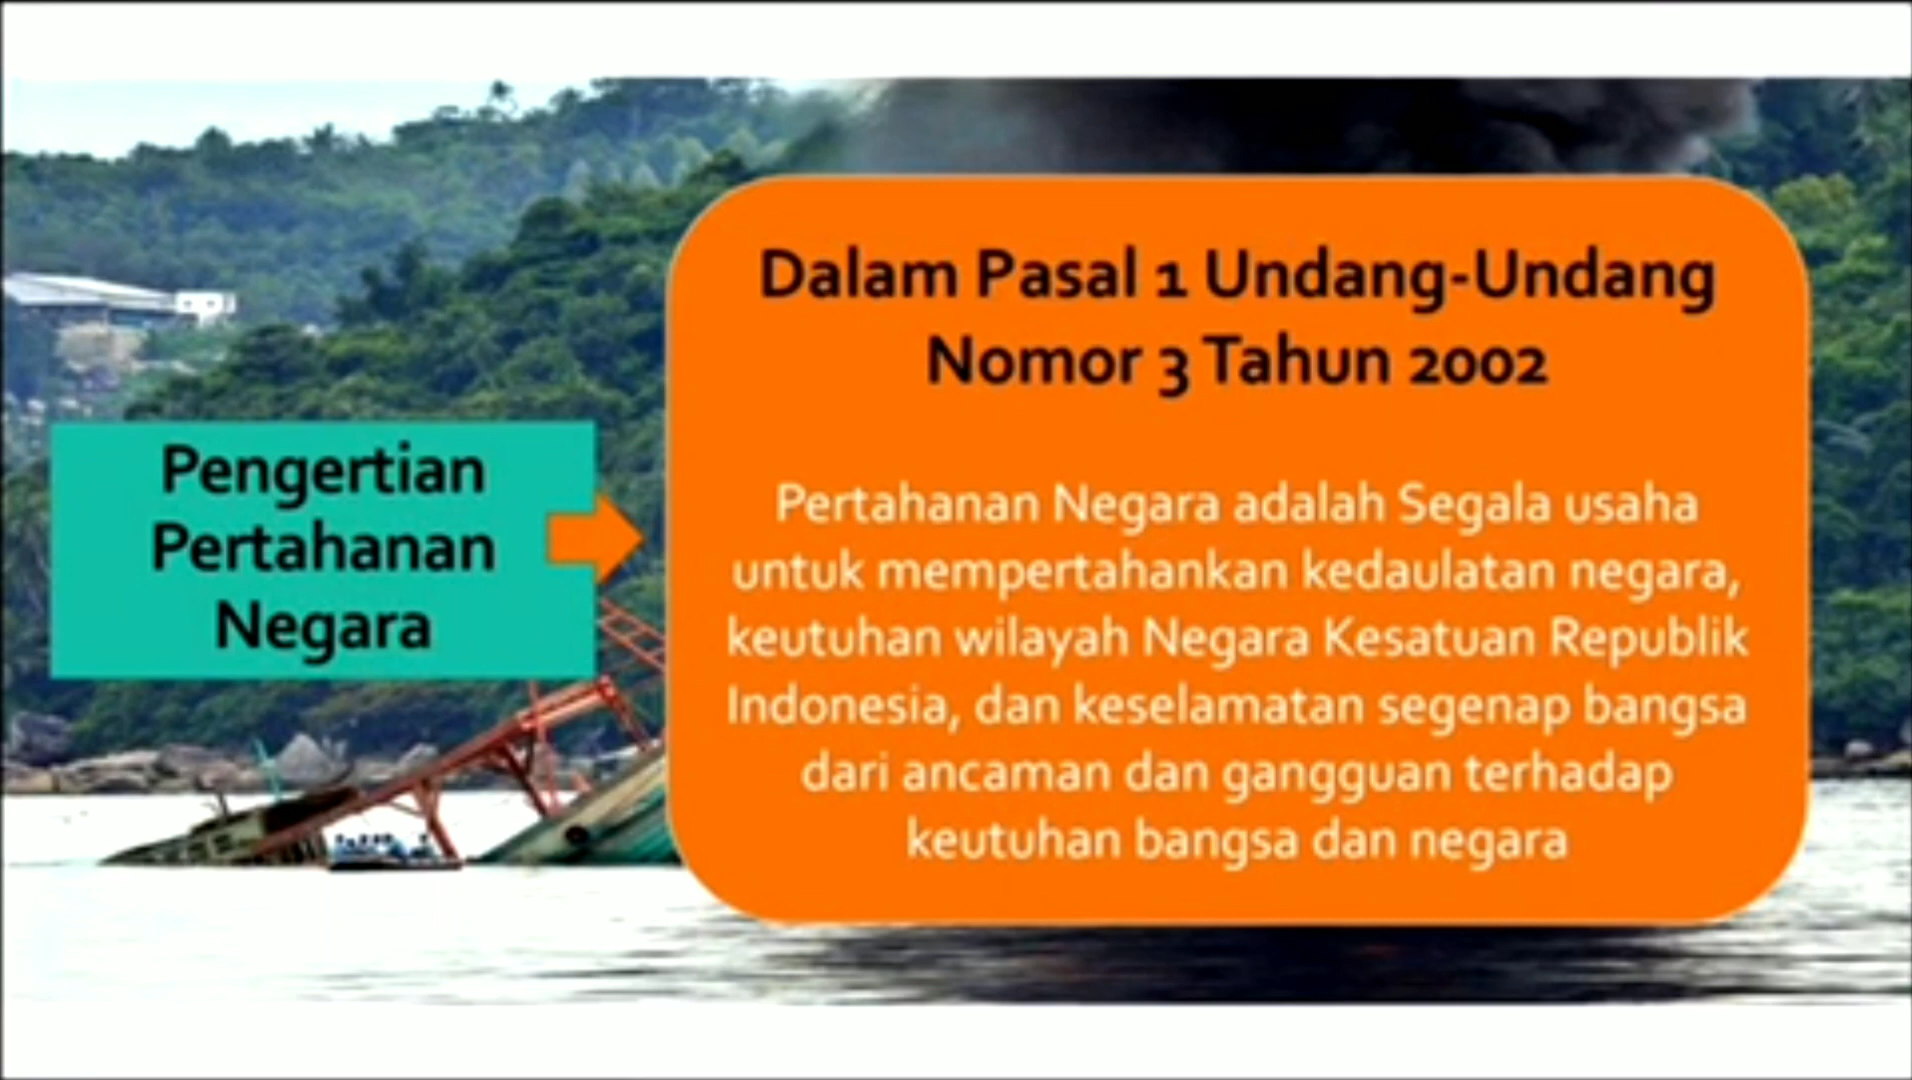 Pengertian
Pertahanan
Negara
Dalam Pasal 1 Undang-Undang
Nomor 3 Tahun 2002
Pertahanan Negara adalah Segala usaha
untuk mempertahankan kedaulatan negara,
keutuhan wilayah Negara Kesatuan Republik
Indonesia, dan keselamatan segenap bangsa
dari ancaman dan gangguan terhadap
keutuhan bangsa dan negara